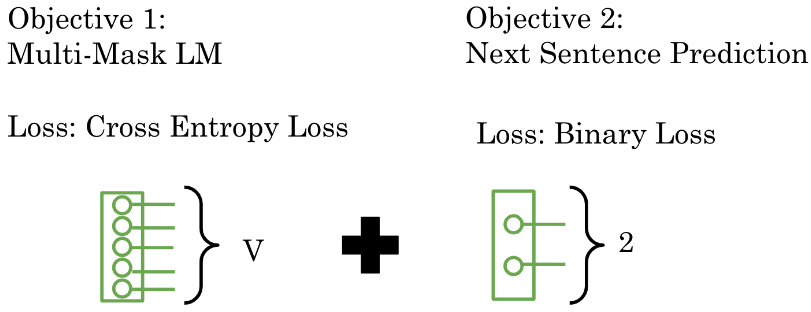 Objective 1:
Multi-Mask LM
Loss: Cross Entropy Loss
V
Objective 2:
Next Sentence Prediction
Loss: Binary Loss
2